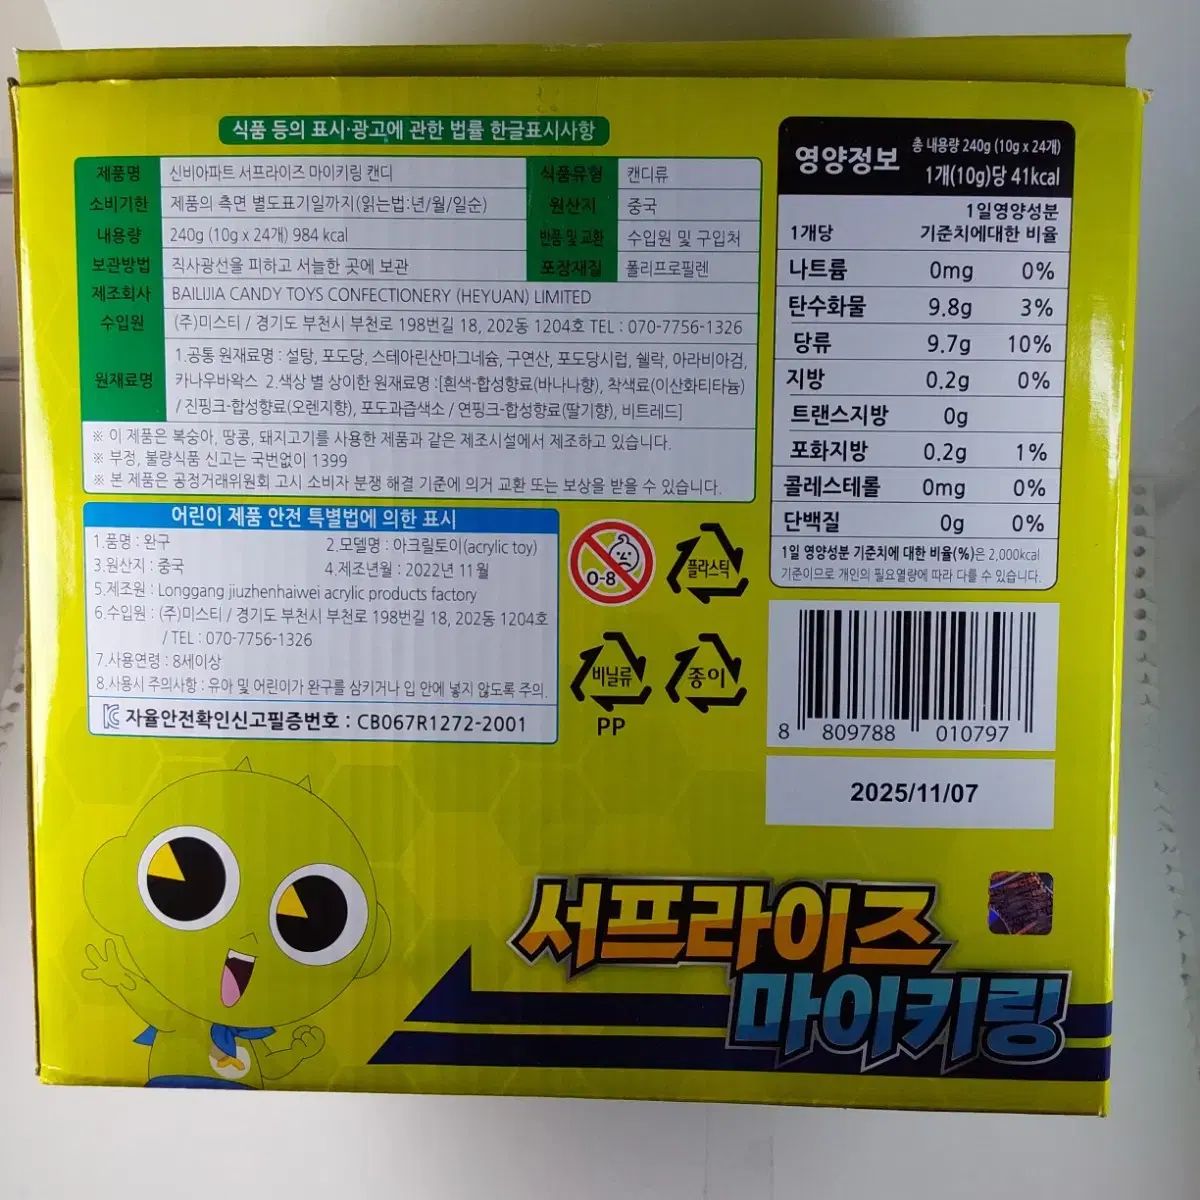 식품 등의 표시·광고에 관한 법률 한글표시사항
제품명 신비아파트 서프라이즈 마이키링 캔디 식품유형 캔디류
소비기한 제품의 측면 별도표기일까지(읽는법:년/월/일순) 원산지 중국
내용량 240g (10g x 24개) 984 kcal 반품 및 교환 수입원 및 구입처
보관방법 직사광선을 피하고 서늘한 곳에 보관 포장재질 폴리프로필렌
제조회사 BAILIJIA CANDY TOYS CONFECTIONERY (HEYUAN) LIMITED
수입원 (주)미스티 / 경기도 부천시 부천로 198번길 18, 202동 1204호 TEL : 070-7756-1326
원재료명 1.공통 원재료명 : 설탕, 포도당, 스테아린산마그네슘, 구연산, 포도당시럽, 쉘락, 아라비아검,
카나우바왁스 2.색상 별 상이한 원재료명 :[흰색-합성향료(바나나향), 착색료(이산화티타늄)
/ 진핑크-합성향료(오렌지향), 포도과즙색소 / 연핑크-합성향료(딸기향), 비트레드]
※ 이 제품은 복숭아, 땅콩, 돼지고기를 사용한 제품과 같은 제조시설에서 제조하고 있습니다.
※ 부정, 불량식품 신고는 국번없이 1399
※ 본 제품은 공정거래위원회 고시 소비자 분쟁 해결 기준에 의거 교환 또는 보상을 받을 수 있습니다.
영양정보 총 내용량 240g (10g x 24개)
1개(10g)당 41kcal
1개당 1일영양성분
기준치에대한 비율
나트륨 0mg 0%
탄수화물 9.8g 3%
당류 9.7g 10%
지방 0.2g 0%
트랜스지방 0g
포화지방 0.2g 1%
콜레스테롤 0mg 0%
단백질 0g 0%
1일 영양성분 기준치에 대한 비율(%)은 2,000kcal
기준이므로 개인의 필요열량에 따라 다를 수 있습니다.
어린이 제품 안전 특별법에 의한 표시
1.품명 : 완구 2.모델명 : 아크릴토이(acrylic toy)
3.원산지 : 중국 4.제조년월 : 2022년 11월
5.제조원 : Longgang jiuzhenhaiwei acrylic products factory
6.수입원 : (주)미스티 / 경기도 부천시 부천로 198번길 18, 202동 1204호
/ TEL : 070-7756-1326
7.사용연령 : 8세이상
8.사용시 주의사항 : 유아 및 어린이가 완구를 삼키거나 입 안에 넣지 않도록 주의.
자율안전확인신고필증번호 : CB067R1272-2001
0-8
플라스틱
비닐류
PP
종이
8 809788 010797
2025/11/07
서프라이즈
마이키링